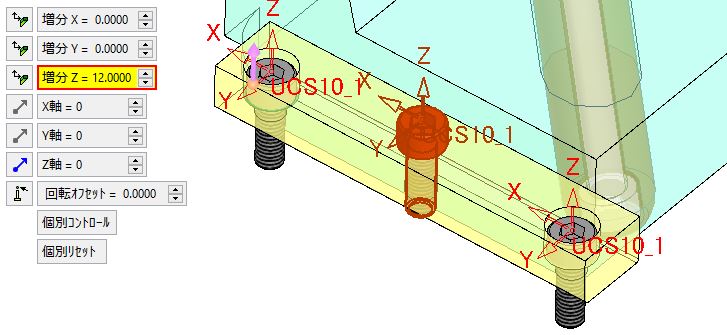 増分 X = 0.0000
増分 Y = 0.0000
増分 Z = 12.0000
X軸 = 0
Y軸 = 0
Z軸 = 0
回転オフセット = 0.0000
個別コントロール
個別リセット
Z
X
Y
UCS10_1
Z
X
Y
CS10_1
Z
X
Y
UCS10_1